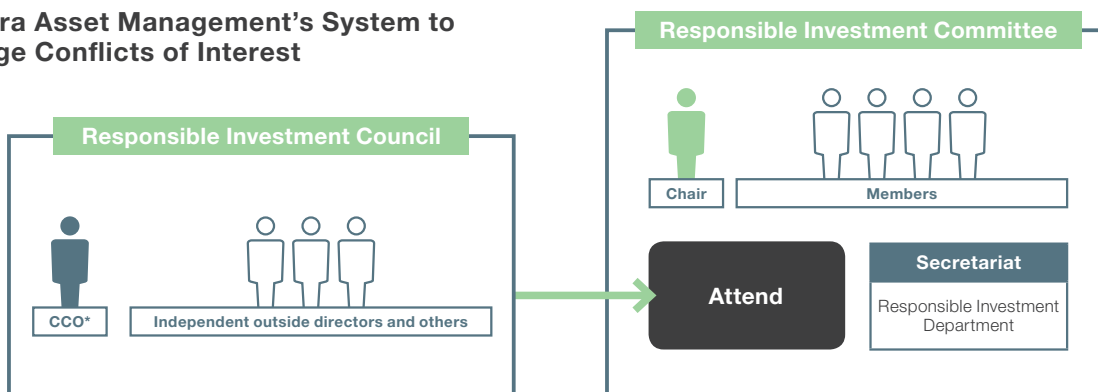 ra Asset Management's System to
ge Conflicts of Interest
Responsible Investment Council
CCO*
Independent outside directors and others
Responsible Investment Committee
Chair
Members
Attend
Secretariat
Responsible Investment
Department